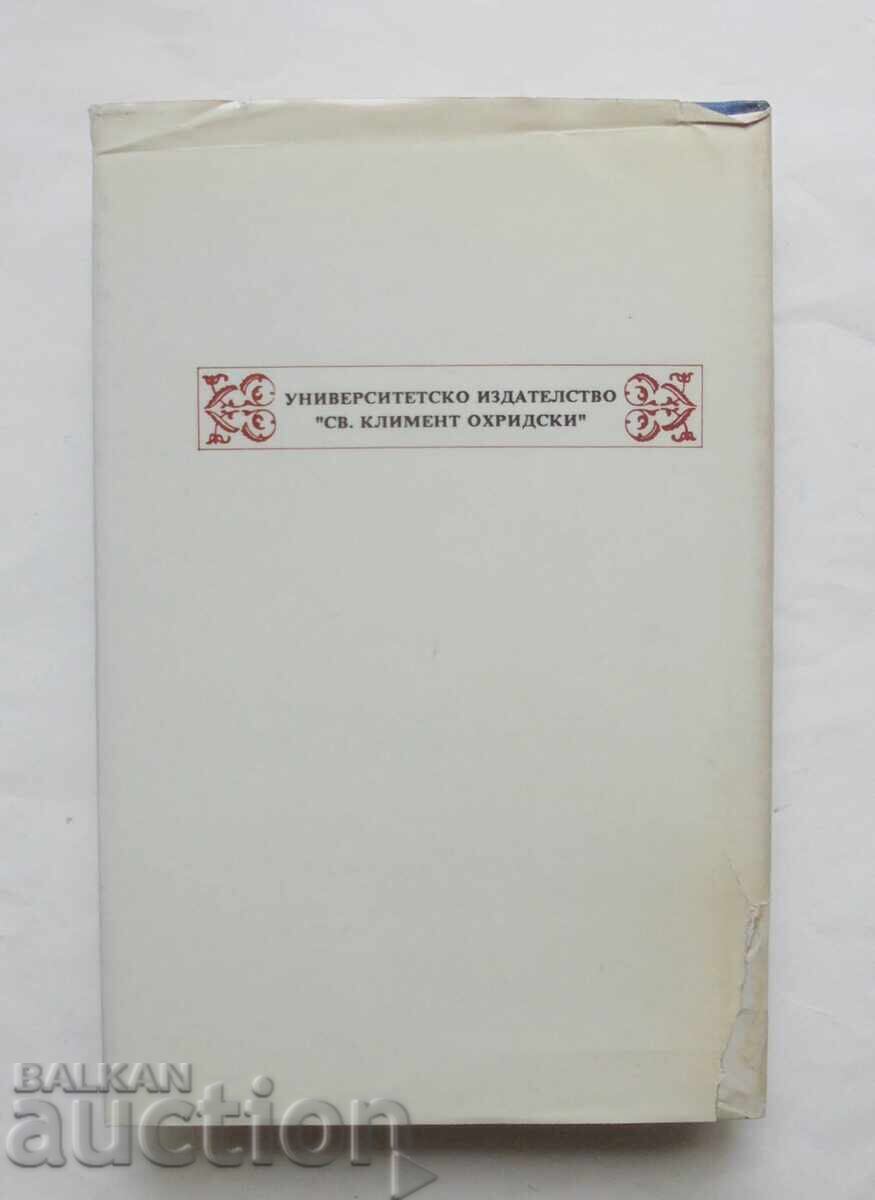 УНИВЕРСИТЕТСКО ИЗДАТЕЛСТВО
"СВ. КЛИМЕНТ ОХРИДСКИ"
BALKAN
auction